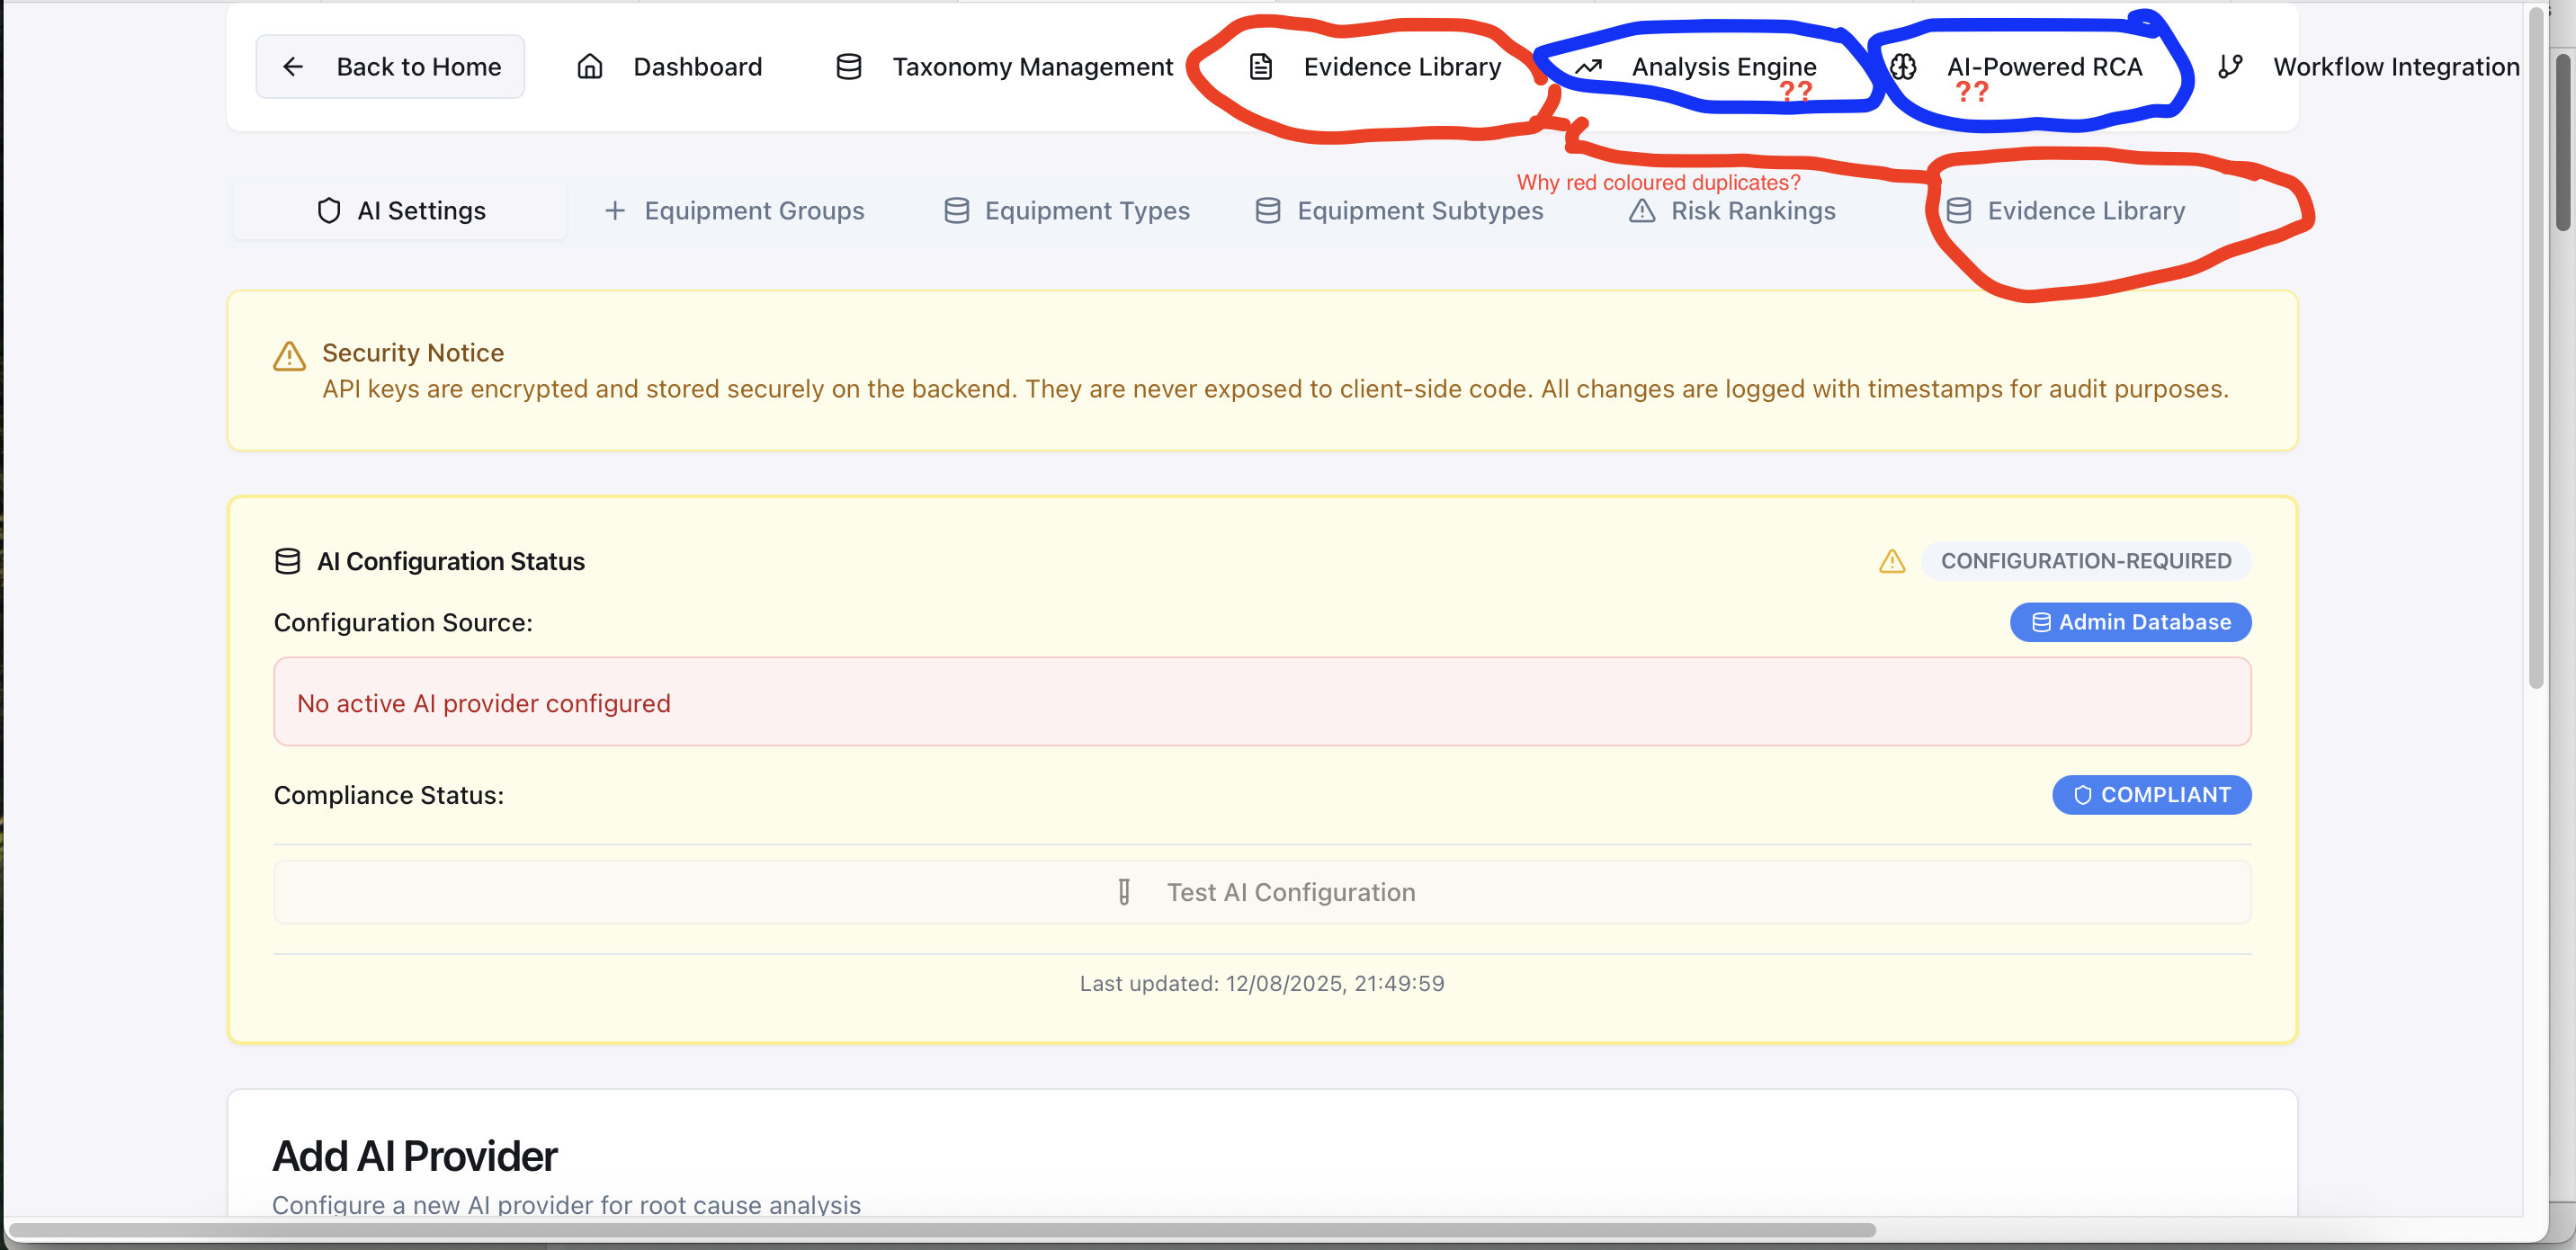 Back to Home Dashboard Taxonomy Management Evidence Library Analysis Engine AI-Powered RCA Workflow Integration
?? ??
Why red coloured duplicates?
AI Settings Equipment Groups Equipment Types Equipment Subtypes Risk Rankings Evidence Library
Security Notice
API keys are encrypted and stored securely on the backend. They are never exposed to client-side code. All changes are logged with timestamps for audit purposes.
AI Configuration Status CONFIGURATION-REQUIRED
Configuration Source: Admin Database
No active AI provider configured
Compliance Status: COMPLIANT
Test AI Configuration
Last updated: 12/08/2025, 21:49:59
Add AI Provider
Configure a new AI provider for root cause analysis